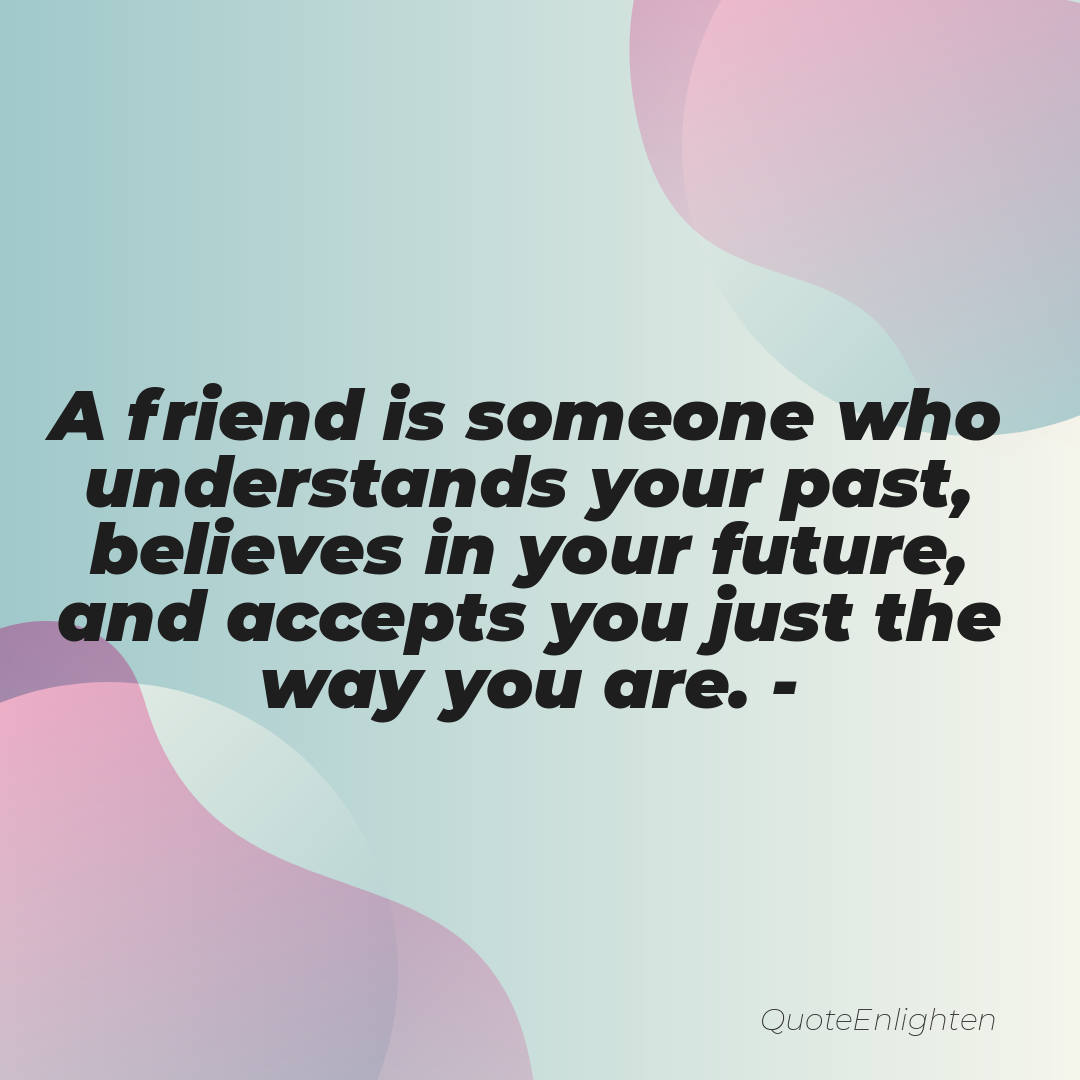 A friend is someone who
understands your past,
believes in your future,
and accepts you just the
way you are. -
QuoteEnlighten